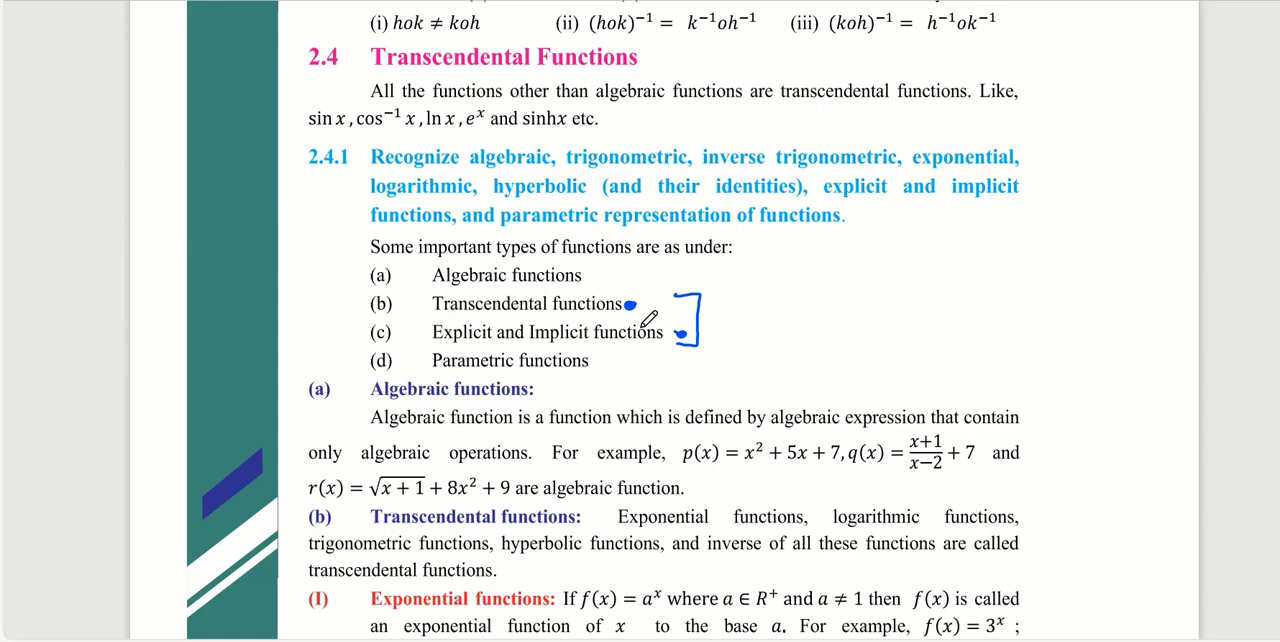 (i) hok ≠ koh (ii) (hok)⁻¹ = k⁻¹oh⁻¹ (iii) (koh)⁻¹ = h⁻¹ok⁻¹
2.4 Transcendental Functions
All the functions other than algebraic functions are transcendental functions. Like,
sin x , cos⁻¹ x , ln x , eˣ and sinhx etc.
2.4.1 Recognize algebraic, trigonometric, inverse trigonometric, exponential,
logarithmic, hyperbolic (and their identities), explicit and implicit
functions, and parametric representation of functions.
Some important types of functions are as under:
(a) Algebraic functions
(b) Transcendental functions
(c) Explicit and Implicit functions
(d) Parametric functions
(a) Algebraic functions:
Algebraic function is a function which is defined by algebraic expression that contain
only algebraic operations. For example, p(x) = x² + 5x + 7, q(x) = (x+1)/(x−2) + 7 and
r(x) = √(x + 1) + 8x² + 9 are algebraic function.
(b) Transcendental functions: Exponential functions, logarithmic functions,
trigonometric functions, hyperbolic functions, and inverse of all these functions are called
transcendental functions.
(I) Exponential functions: If f(x) = aˣ where a ∈ R⁺ and a ≠ 1 then f(x) is called
an exponential function of x to the base a. For example, f(x) = 3ˣ ;